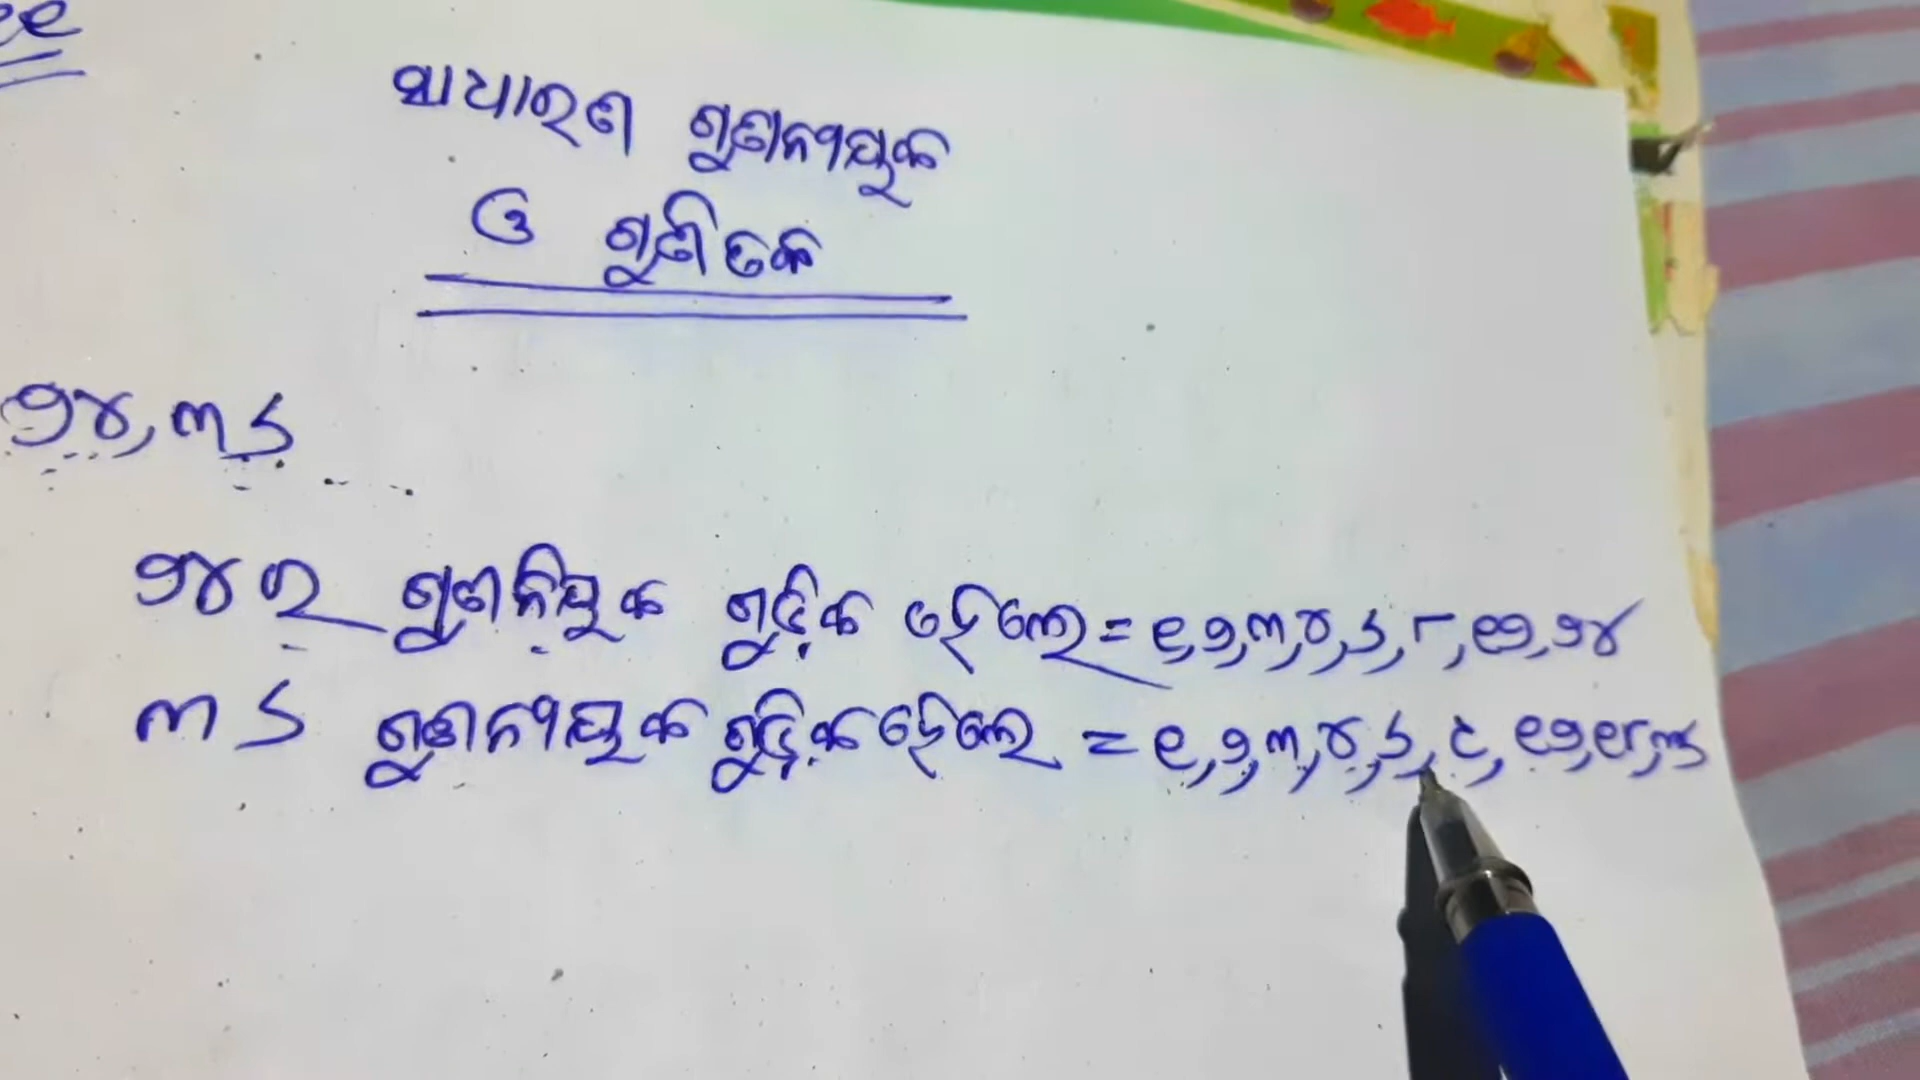 ସାଧାରଣ ଗୁଣନୀୟକ
ଓ ଗୁଣିତକ
୨୪, ୩୬
୨୪ ର ଗୁଣନିୟକ ଗୁଡ଼ିକ ହେଲେ = ୧, ୨, ୩, ୪, ୬, ୮, ୧୨, ୨୪
୩୬ ଗୁଣନୀୟକ ଗୁଡ଼ିକ ହେଲେ = ୧, ୨, ୩, ୪, ୬, ୯, ୧୨, ୧୮, ୩୬